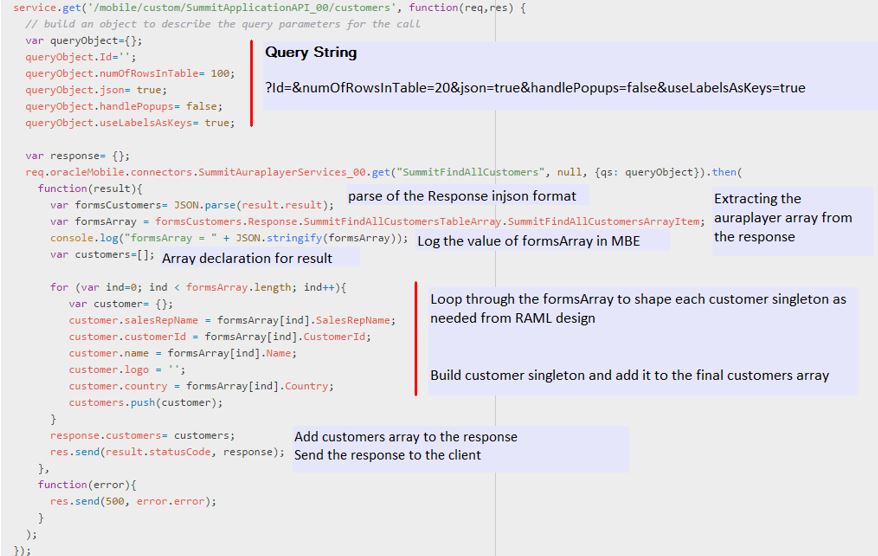 service.get('/mobile/custom/SummitApplicationAPI_00/customers', function(req,res) {
// build an object to describe the query parameters for the call
var queryObject={};
queryObject.Id='';
queryObject.numOfRowsInTable= 100;
queryObject.json= true;
queryObject.handlePopups= false;
queryObject.useLabelsAsKeys= true;
Query String
?Id=&numOfRowsInTable=20&json=true&handlePopups=false&useLabelsAsKeys=true
var response= {};
req.oracleMobile.connectors.SummitAuraplayerServices_00.get("SummitFindAllCustomers", null, {qs: queryObject}).then(
function(result){
var formsCustomers= JSON.parse(result.result);
parse of the Response injson format
var formsArray = formsCustomers.Response.SummitFindAllCustomersTableArray.SummitFindAllCustomersArrayItem;
Extracting the
auraplayer array from
the response
console.log("formsArray = " + JSON.stringify(formsArray));
Log the value of formsArray in MBE
var customers=[];
Array declaration for result
for (var ind=0; ind < formsArray.length; ind++){
var customer= {};
customer.salesRepName = formsArray[ind].SalesRepName;
customer.customerId = formsArray[ind].CustomerId;
customer.name = formsArray[ind].Name;
customer.logo = '';
customer.country = formsArray[ind].Country;
customers.push(customer);
}
Loop through the formsArray to shape each customer singleton as
needed from RAML design
Build customer singleton and add it to the final customers array
response.customers= customers;
res.send(result.statusCode, response);
Add customers array to the response
Send the response to the client
},
function(error){
res.send(500, error.error);
}
);
});